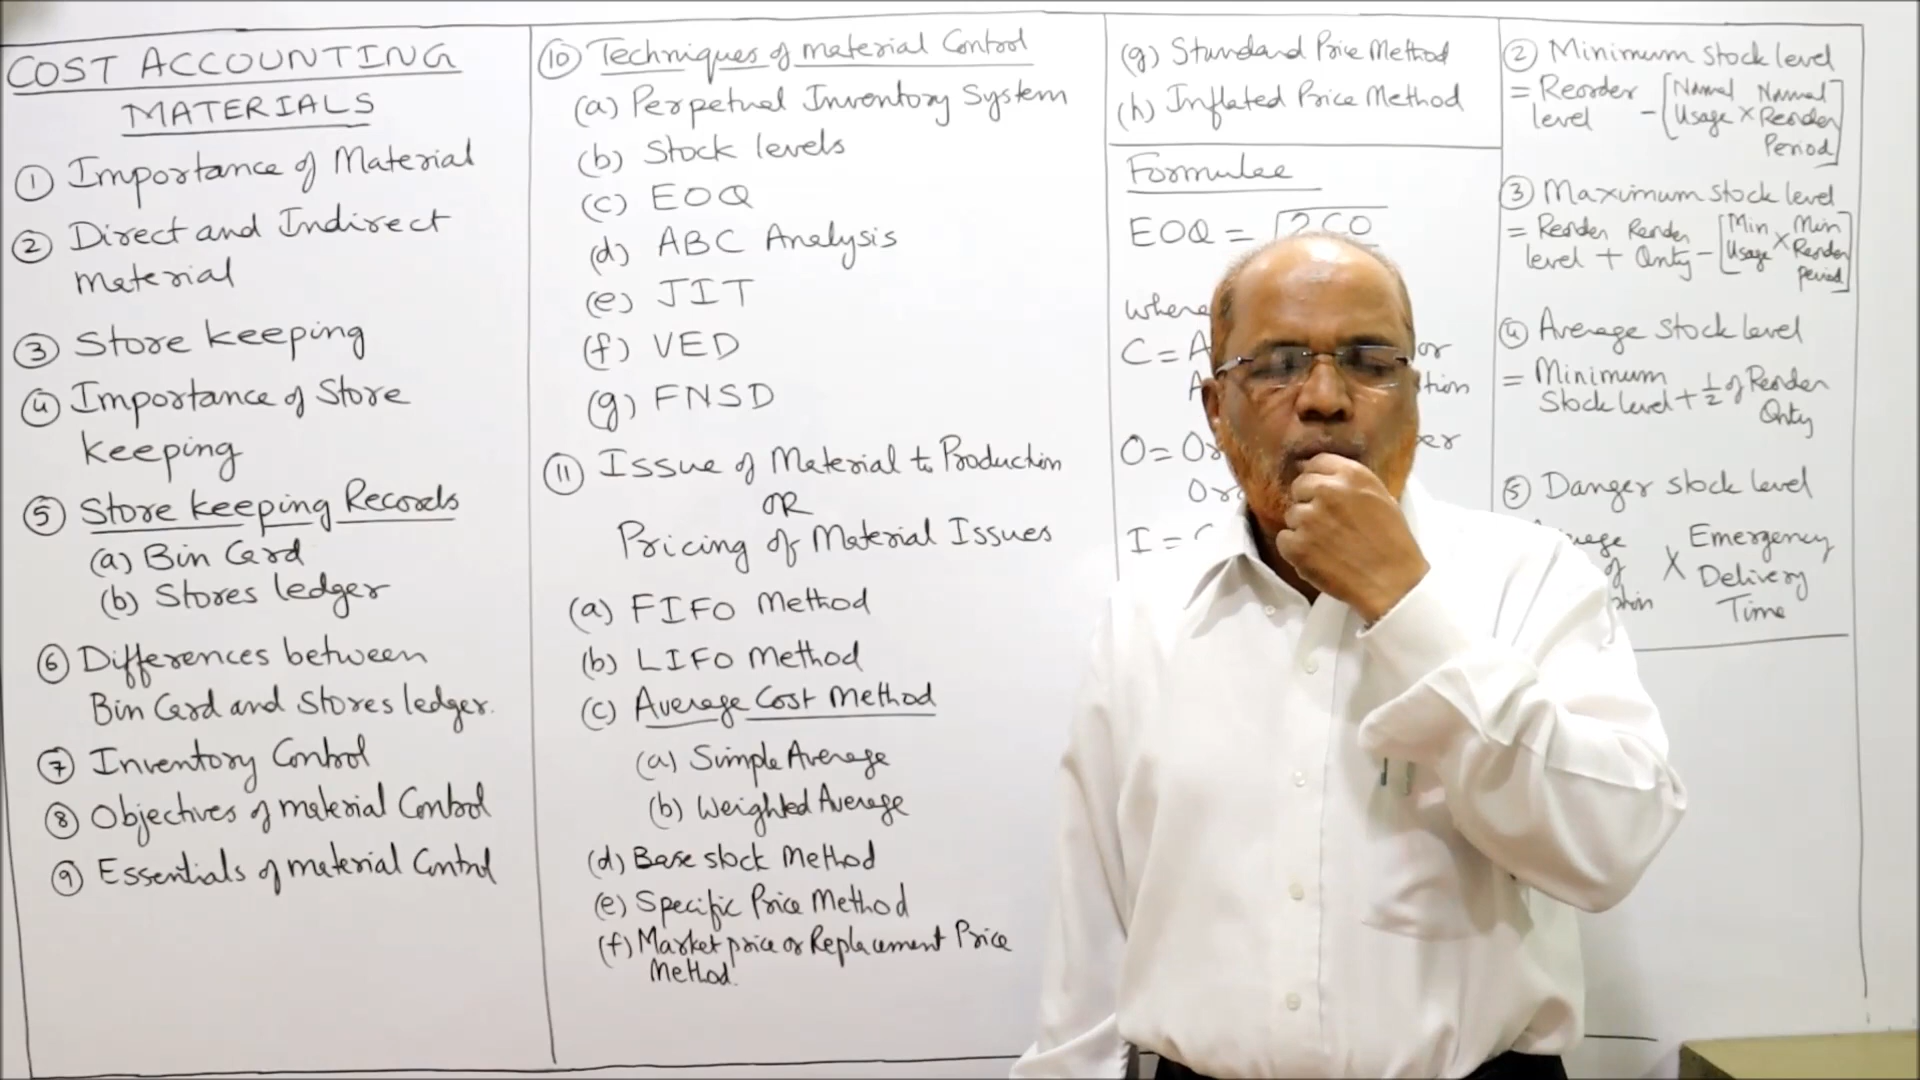 COST ACCOUNTING
MATERIALS
① Importance of Material
② Direct and Indirect
material
③ Store keeping
④ Importance of Store
keeping
⑤ Store keeping Records
(a) Bin Card
(b) Stores ledger
⑥ Differences between
Bin Card and Stores ledger.
⑦ Inventory Control
⑧ Objectives of material Control
⑨ Essentials of material Control
⑩ Techniques of material Control
(a) Perpetual Inventory System
(b) Stock levels
(c) EOQ
(d) ABC Analysis
(e) JIT
(f) VED
(g) FNSD
⑪ Issue of Material to Production
OR
Pricing of Material Issues
(a) FIFO Method
(b) LIFO Method
(c) Average Cost Method
(a) Simple Average
(b) Weighted Average
(d) Base stock Method
(e) Specific Price Method
(f) Market price or Replacement Price
Method.
(g) Standard Price Method
(h) Inflated Price Method
Formulae
EOQ = √2CO
where
C = A or
A
O = Or
Ord
I =
② Minimum stock level
= Reorder level - [Normal Usage × Normal Reorder Period]
③ Maximum stock level
= Reorder level + Reorder Qnty - [Min Usage × Min Reorder period]
④ Average stock level
= Minimum Stock level + 1/2 of Reorder Qnty
⑤ Danger stock level
× Emergency
Delivery
Time